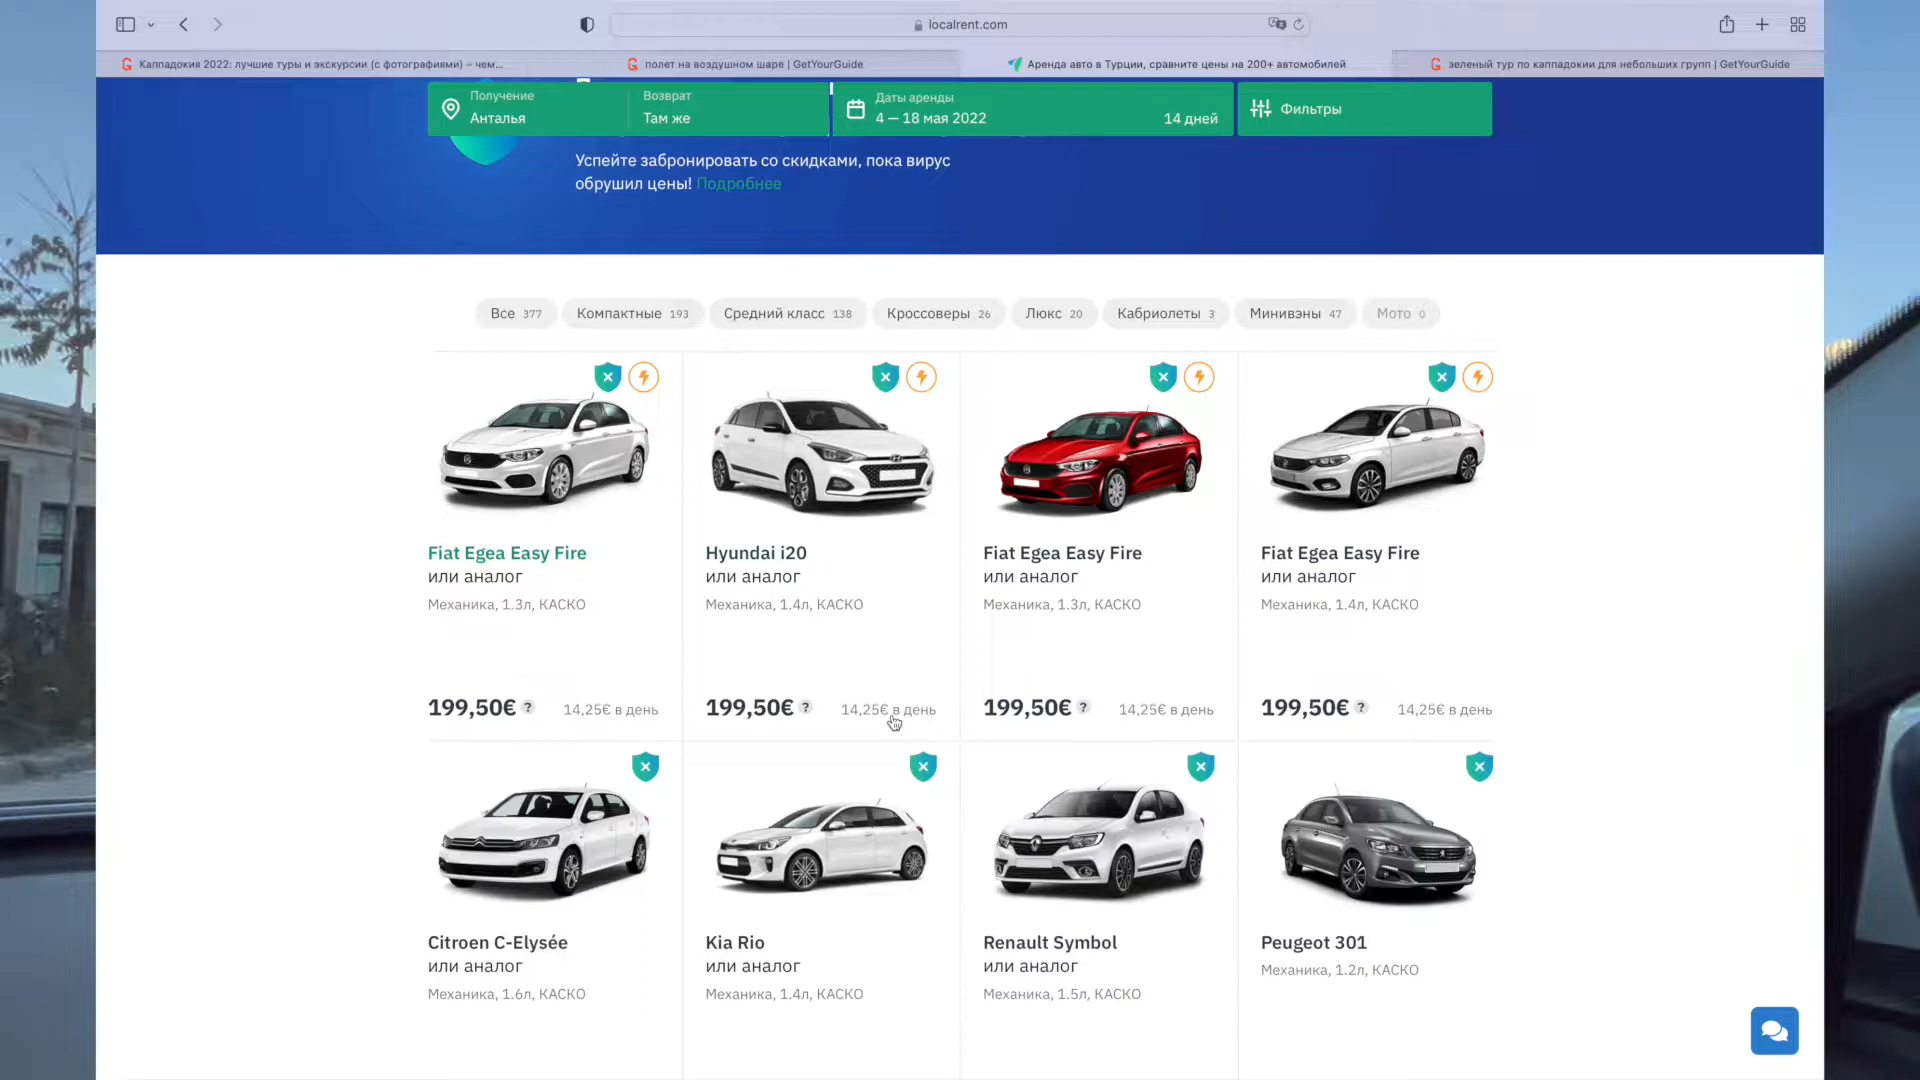 localrent.com
Каппадокия 2022: лучшие туры и экскурсии (с фотографиями) – чем...
полет на воздушном шаре | GetYourGuide
Аренда авто в Турции, сравните цены на 200+ автомобилей
зеленый тур по каппадокии для небольших групп | GetYourGuide
Получение
Анталья
Возврат
Там же
Даты аренды
4 — 18 мая 2022
14 дней
Фильтры
Успейте забронировать со скидками, пока вирус
обрушил цены! Подробнее
Все 377
Компактные 193
Средний класс 138
Кроссоверы 26
Люкс 20
Кабриолеты 3
Минивэны 47
Мото 0
Fiat Egea Easy Fire
или аналог
Механика, 1.3л, КАСКО
199,50€ ? 14,25€ в день
Hyundai i20
или аналог
Механика, 1.4л, КАСКО
199,50€ ? 14,25€ в день
Fiat Egea Easy Fire
или аналог
Механика, 1.3л, КАСКО
199,50€ ? 14,25€ в день
Fiat Egea Easy Fire
или аналог
Механика, 1.4л, КАСКО
199,50€ ? 14,25€ в день
Citroen C-Elysée
или аналог
Механика, 1.6л, КАСКО
Kia Rio
или аналог
Механика, 1.4л, КАСКО
Renault Symbol
или аналог
Механика, 1.5л, КАСКО
Peugeot 301
Механика, 1.2л, КАСКО